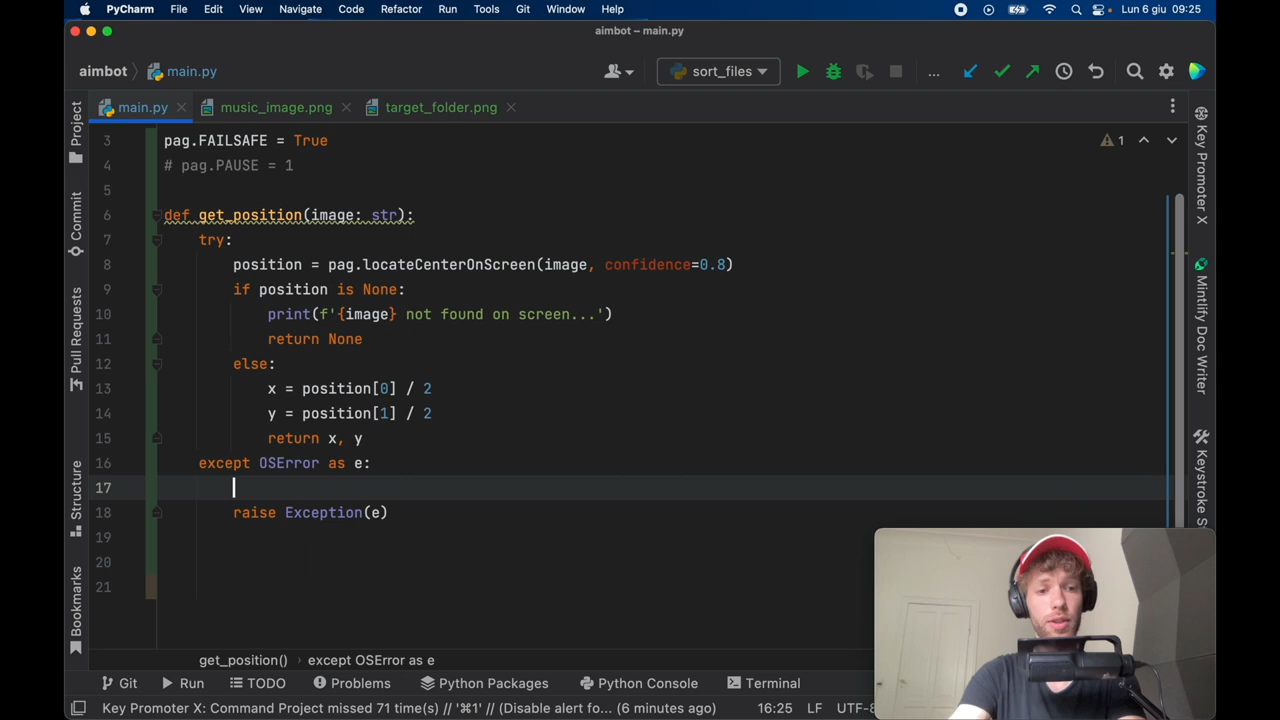 PyCharm File Edit View Navigate Code Refactor Run Tools Git Window Help Lun 6 giu 09:25
aimbot – main.py
aimbot main.py sort_files ...
main.py music_image.png target_folder.png
3 pag.FAILSAFE = True
1
4 # pag.PAUSE = 1
5
6 def get_position(image: str):
7 try:
8 position = pag.locateCenterOnScreen(image, confidence=0.8)
9 if position is None:
10 print(f'{image} not found on screen...')
11 return None
12 else:
13 x = position[0] / 2
14 y = position[1] / 2
15 return x, y
16 except OSError as e:
17
18 raise Exception(e)
19
20
21
Project
Commit
Pull Requests
Structure
Bookmarks
Key Promoter X
Mintlify Doc Writer
Keystroke S
get_position() › except OSError as e
Git Run TODO Problems Python Packages Python Console Terminal
Key Promoter X: Command Project missed 71 time(s) // '⌘1' // (Disable alert fo... (6 minutes ago) 16:25 LF UTF-8